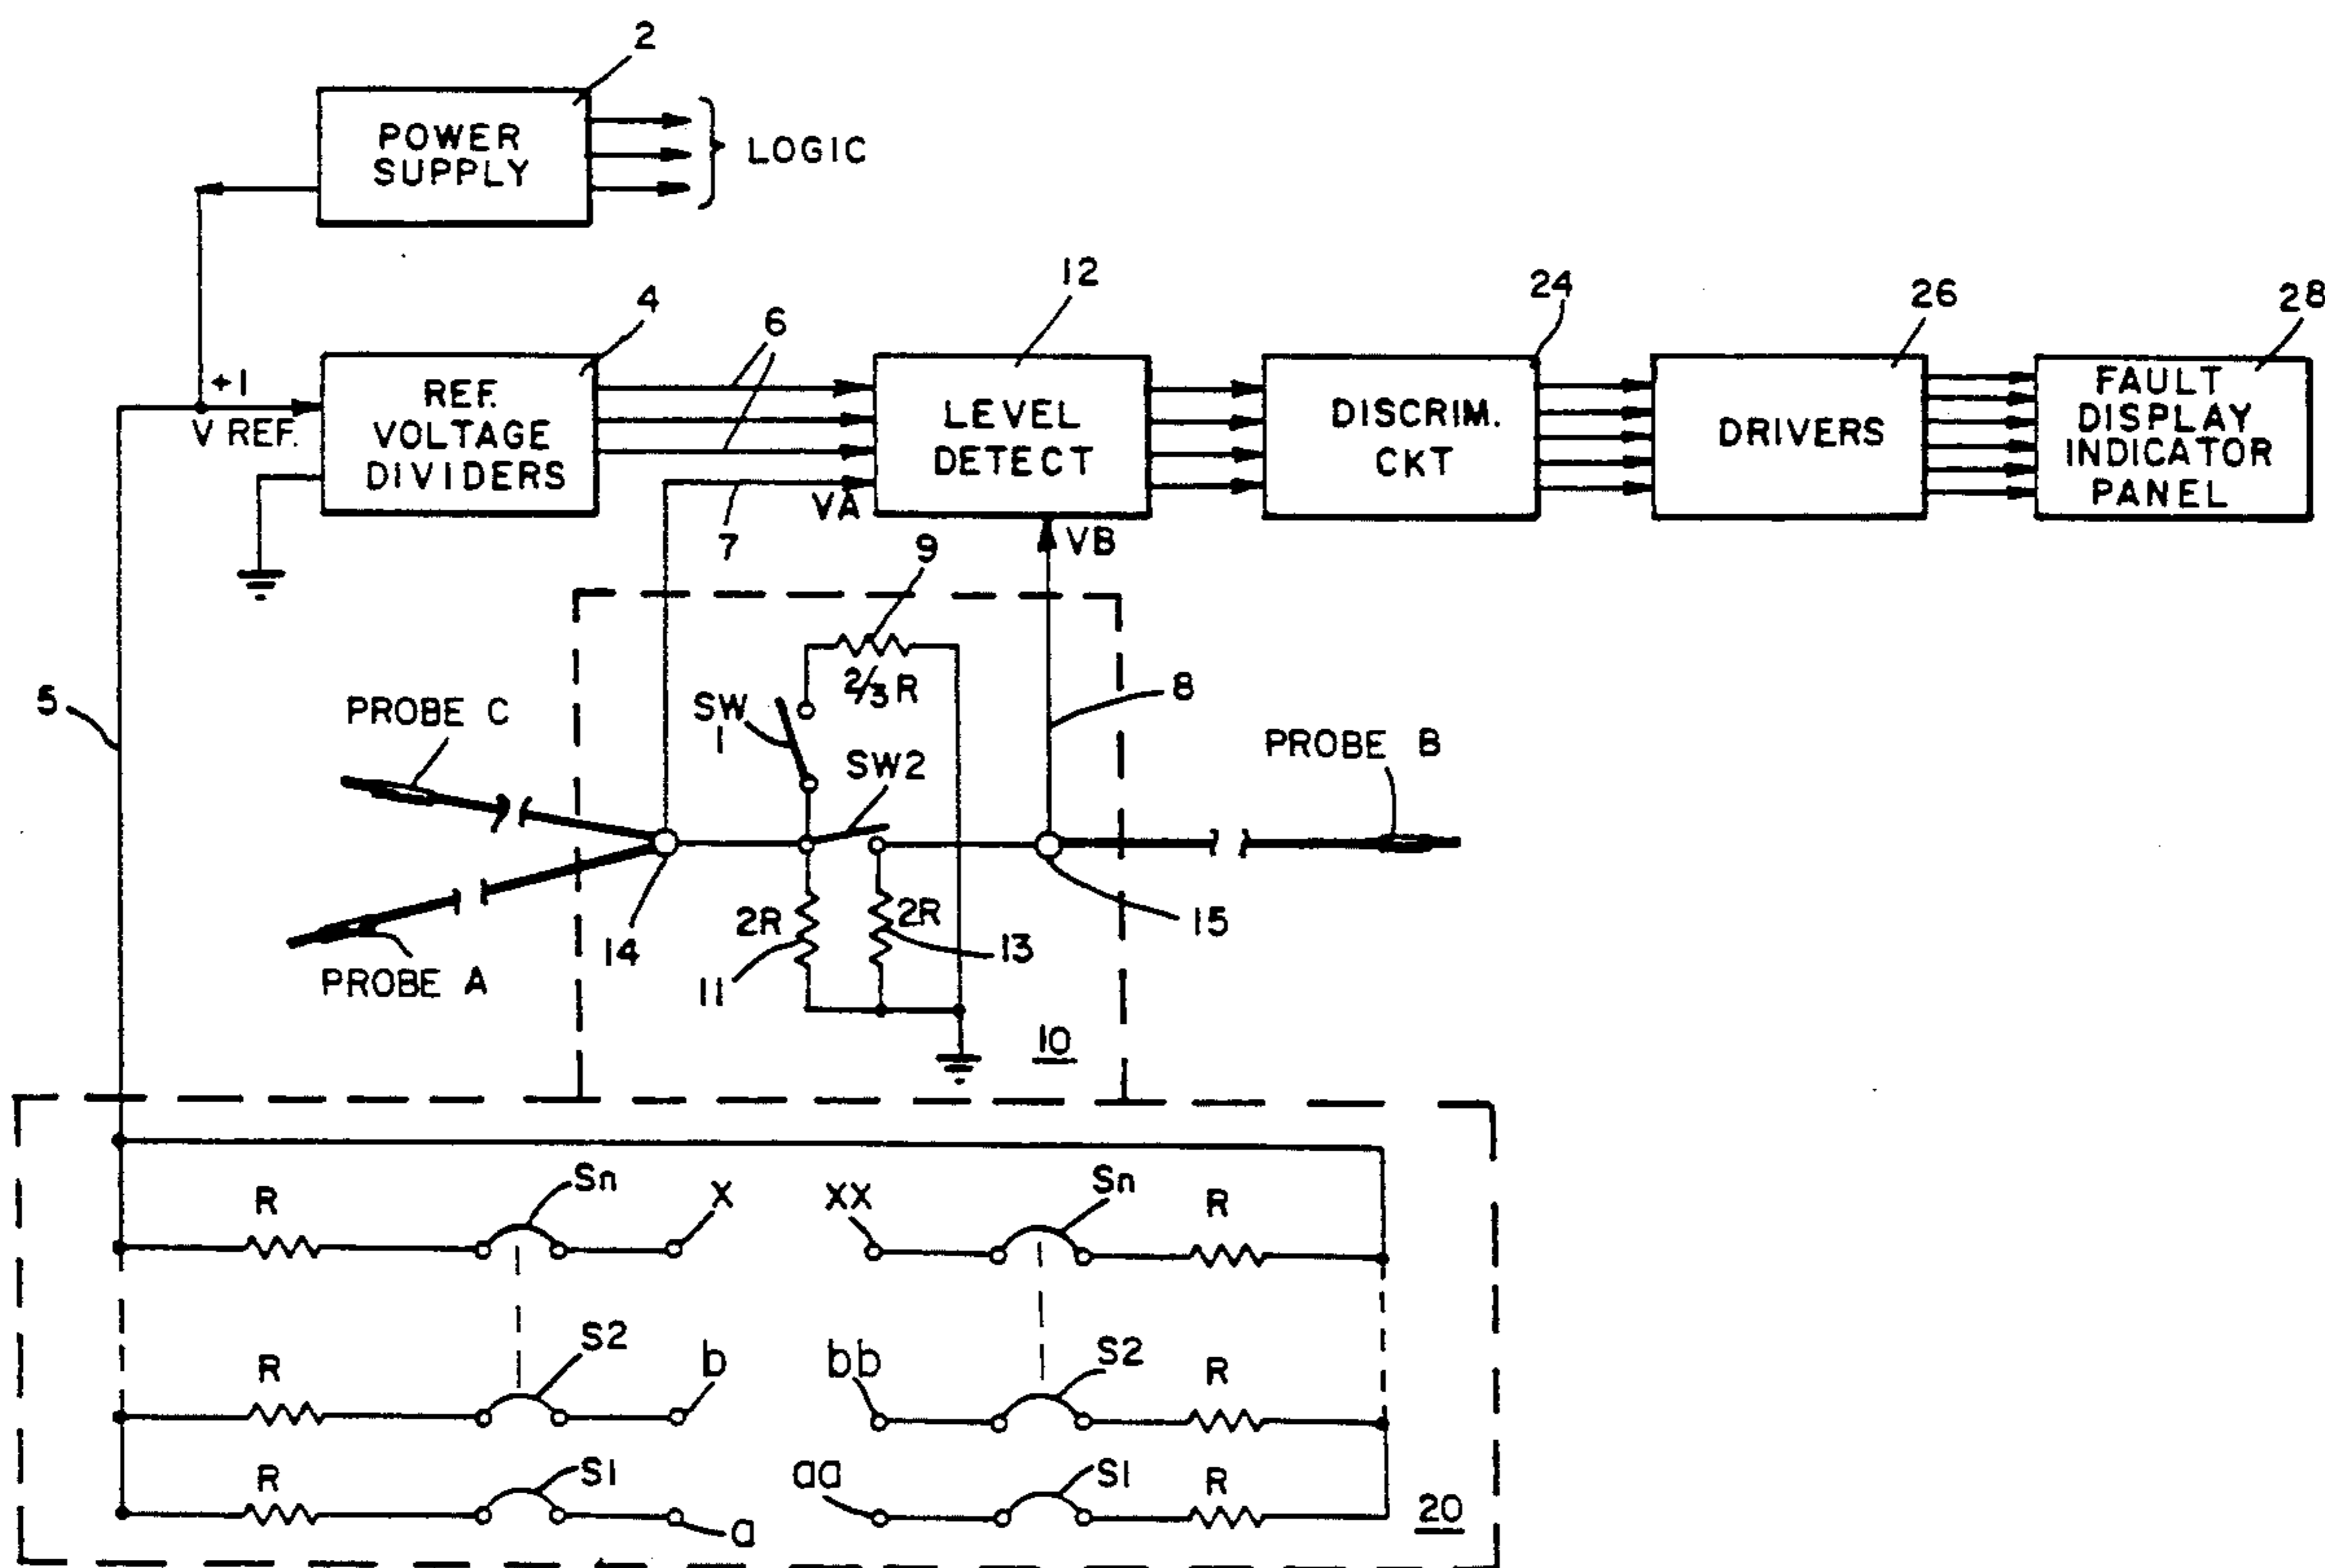 2
POWER
SUPPLY
LOGIC
4
6
12
24
26
28
+1
V REF.
REF.
VOLTAGE
DIVIDERS
LEVEL
DETECT
DISCRIM.
CKT
DRIVERS
FAULT
DISPLAY
INDICATOR
PANEL
VA
7
9
VB
5
PROBE C
SW
1
2/3 R
8
SW2
PROBE B
2R
2R
14
11
13
15
PROBE A
10
R
Sn
X
XX
Sn
R
R
S2
b
bb
S2
R
R
S1
a
aa
S1
R
20